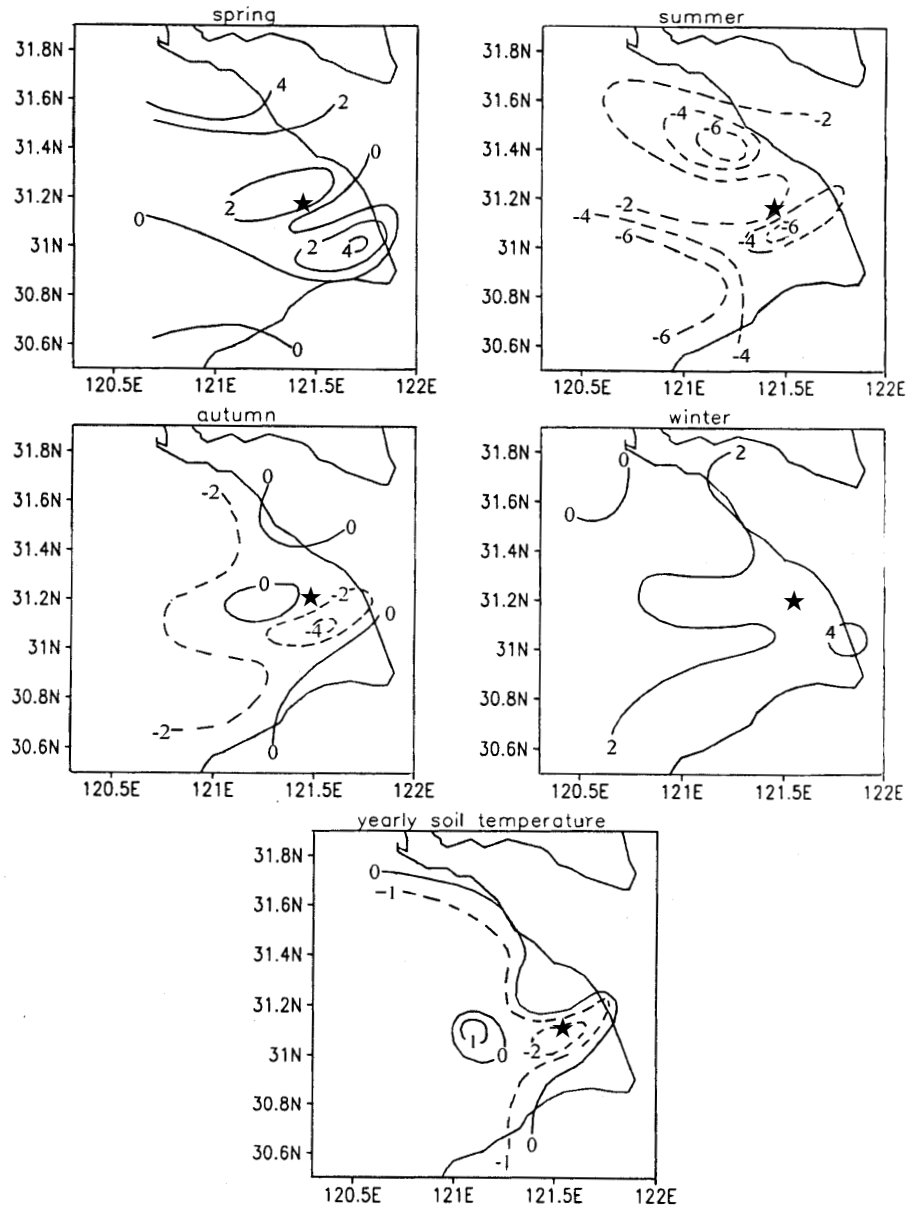 spring
31.8N
31.6N
31.4N
31.2N
31N
30.8N
30.6N
4
2
0
2
0
2
4
0
120.5E 121E 121.5E 122E
summer
31.8N
31.6N
31.4N
31.2N
31N
30.8N
30.6N
-2
-4
-6
-2
-4
-6
-4
-6
-6
-4
120.5E 121E 121.5E 122E
autumn
31.8N
31.6N
31.4N
31.2N
31N
30.8N
30.6N
-2
0
0
0
-2
0
-4
-2
0
120.5E 121E 121.5E 122E
winter
31.8N
31.6N
31.4N
31.2N
31N
30.8N
30.6N
0
2
0
4
2
120.5E 121E 121.5E 122E
yearly soil temperature
31.8N
31.6N
31.4N
31.2N
31N
30.8N
30.6N
0
-1
1
0
-2
0
-1
120.5E 121E 121.5E 122E